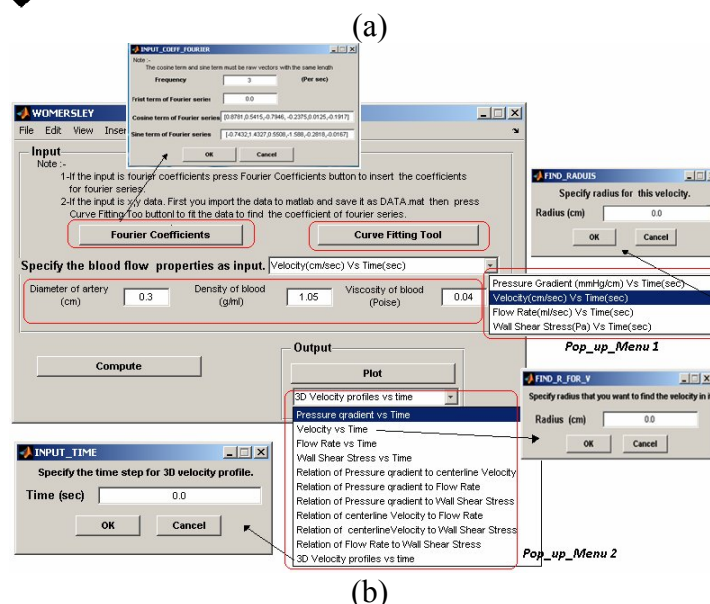 (a)
INPUT_COEFF_FOURIER
Note :-
The cosine term and sine term must be raw vectors with the same length
Frequency 3 (Per sec)
First term of Fourier series 0.0
Cosine term of Fourier series [0.8781,0.5415,-0.7946, -0.2375,0.0125,-0.1917]
Sine term of Fourier series [-0.7432,1.4327,0.5508,-1.588,-0.2818,-0.0167]
OK Cancel
WOMERSLEY
File Edit View Inser
Input
Note :-
1-If the input is fourier coefficients press Fourier Coefficients button to insert the coefficients
for fourier series.
2-If the input is x,y data. First you import the data to matlab and save it as DATA.mat then press
Curve Fitting Too buttonl to fit the data to find the coefficient of fourier series.
Fourier Coefficients
Curve Fitting Tool
Specify the blood flow properties as input. Velocity(cm/sec) Vs Time(sec)
Diameter of artery (cm) 0.3
Density of blood (g/ml) 1.05
Viscosity of blood (Poise) 0.04
Compute
Output
Plot
3D Velocity profiles vs time
Pressure gradient vs Time
Velocity vs Time
Flow Rate vs Time
Wall Shear Stress vs Time
Relation of Pressure gradient to centerline Velocity
Relation of Pressure gradient to Flow Rate
Relation of Pressure gradient to Wall Shear Stress
Relation of centerline Velocity to Flow Rate
Relation of centerlineVelocity to Wall Shear Stress
Relation of Flow Rate to Wall Shear Stress
3D Velocity profiles vs time
Pop_up_Menu 2
FIND_RADUIS
Specify radius for this velocity.
Radius (cm) 0.0
OK Cancel
Pressure Gradient (mmHg/cm) Vs Time(sec)
Velocity(cm/sec) Vs Time(sec)
Flow Rate(ml/sec) Vs Time(sec)
Wall Shear Stress(Pa) Vs Time(sec)
Pop_up_Menu 1
FIND_R_FOR_V
Specify radius that you want to find the velocity in it
Radius (cm) 0.0
OK Cancel
INPUT_TIME
Specify the time step for 3D velocity profile.
Time (sec) 0.0
OK Cancel
(b)